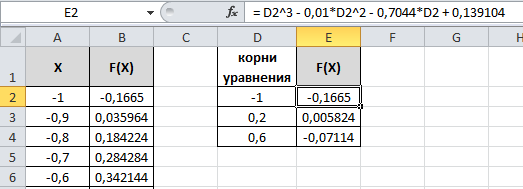 E2 fx = D2^3 - 0,01*D2^2 - 0,7044*D2 + 0,139104
A B C D E F G H
1 X F(X) корни уравнения F(X)
2 -1 -0,1665 -1 -0,1665
3 -0,9 0,035964 0,2 0,005824
4 -0,8 0,184224 0,6 -0,07114
5 -0,7 0,284284
6 -0,6 0,342144